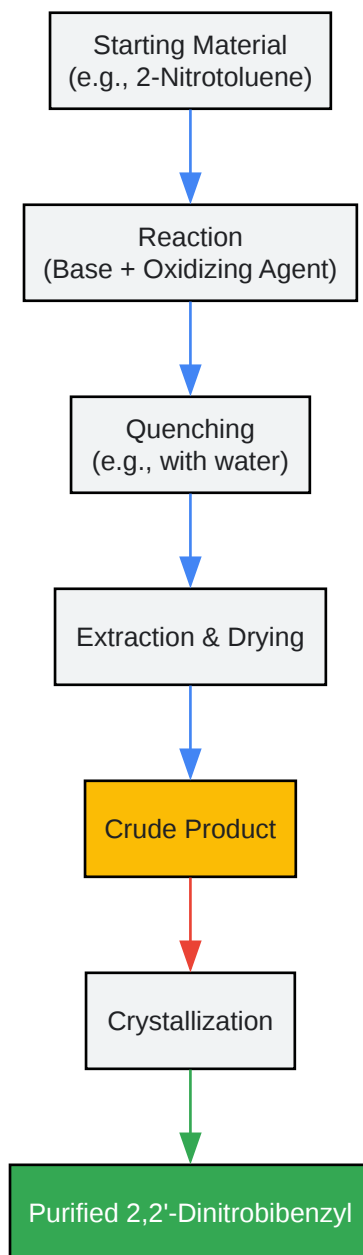 Starting Material
(e.g., 2-Nitrotoluene)
Reaction
(Base + Oxidizing Agent)
Quenching
(e.g., with water)
Extraction & Drying
Crude Product
Crystallization
Purified 2,2'-Dinitrobibenzyl